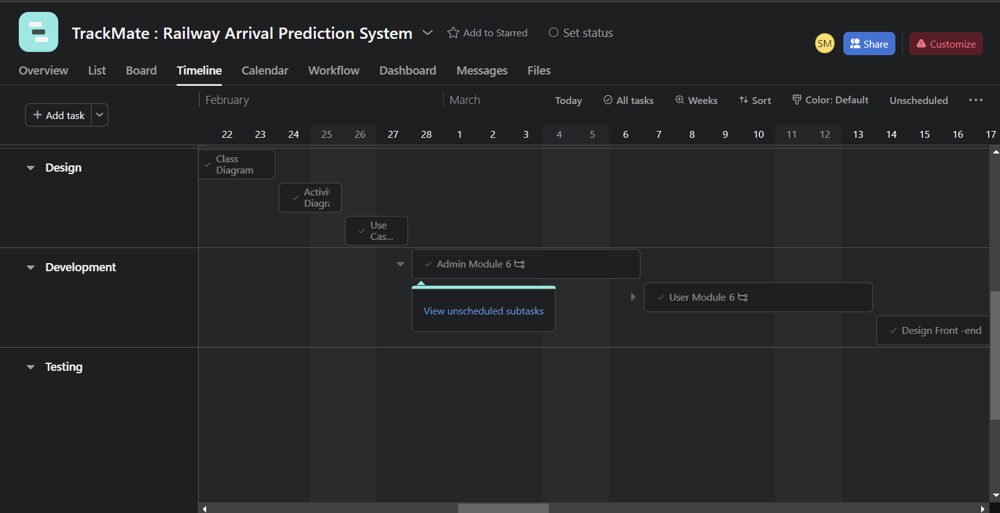 TrackMate : Railway Arrival Prediction System
Add to Starred
Set status
SM
Share
Customize
Overview
List
Board
Timeline
Calendar
Workflow
Dashboard
Messages
Files
Add task
February
March
Today
All tasks
Weeks
Sort
Color: Default
Unscheduled
22 23 24 25 26 27 28 1 2 3 4 5 6 7 8 9 10 11 12 13 14 15 16 17
Design
Class
Diagram
Activit
Diagra
Use
Cas...
Development
Admin Module 6
View unscheduled subtasks
User Module 6
Design Front -end
Testing